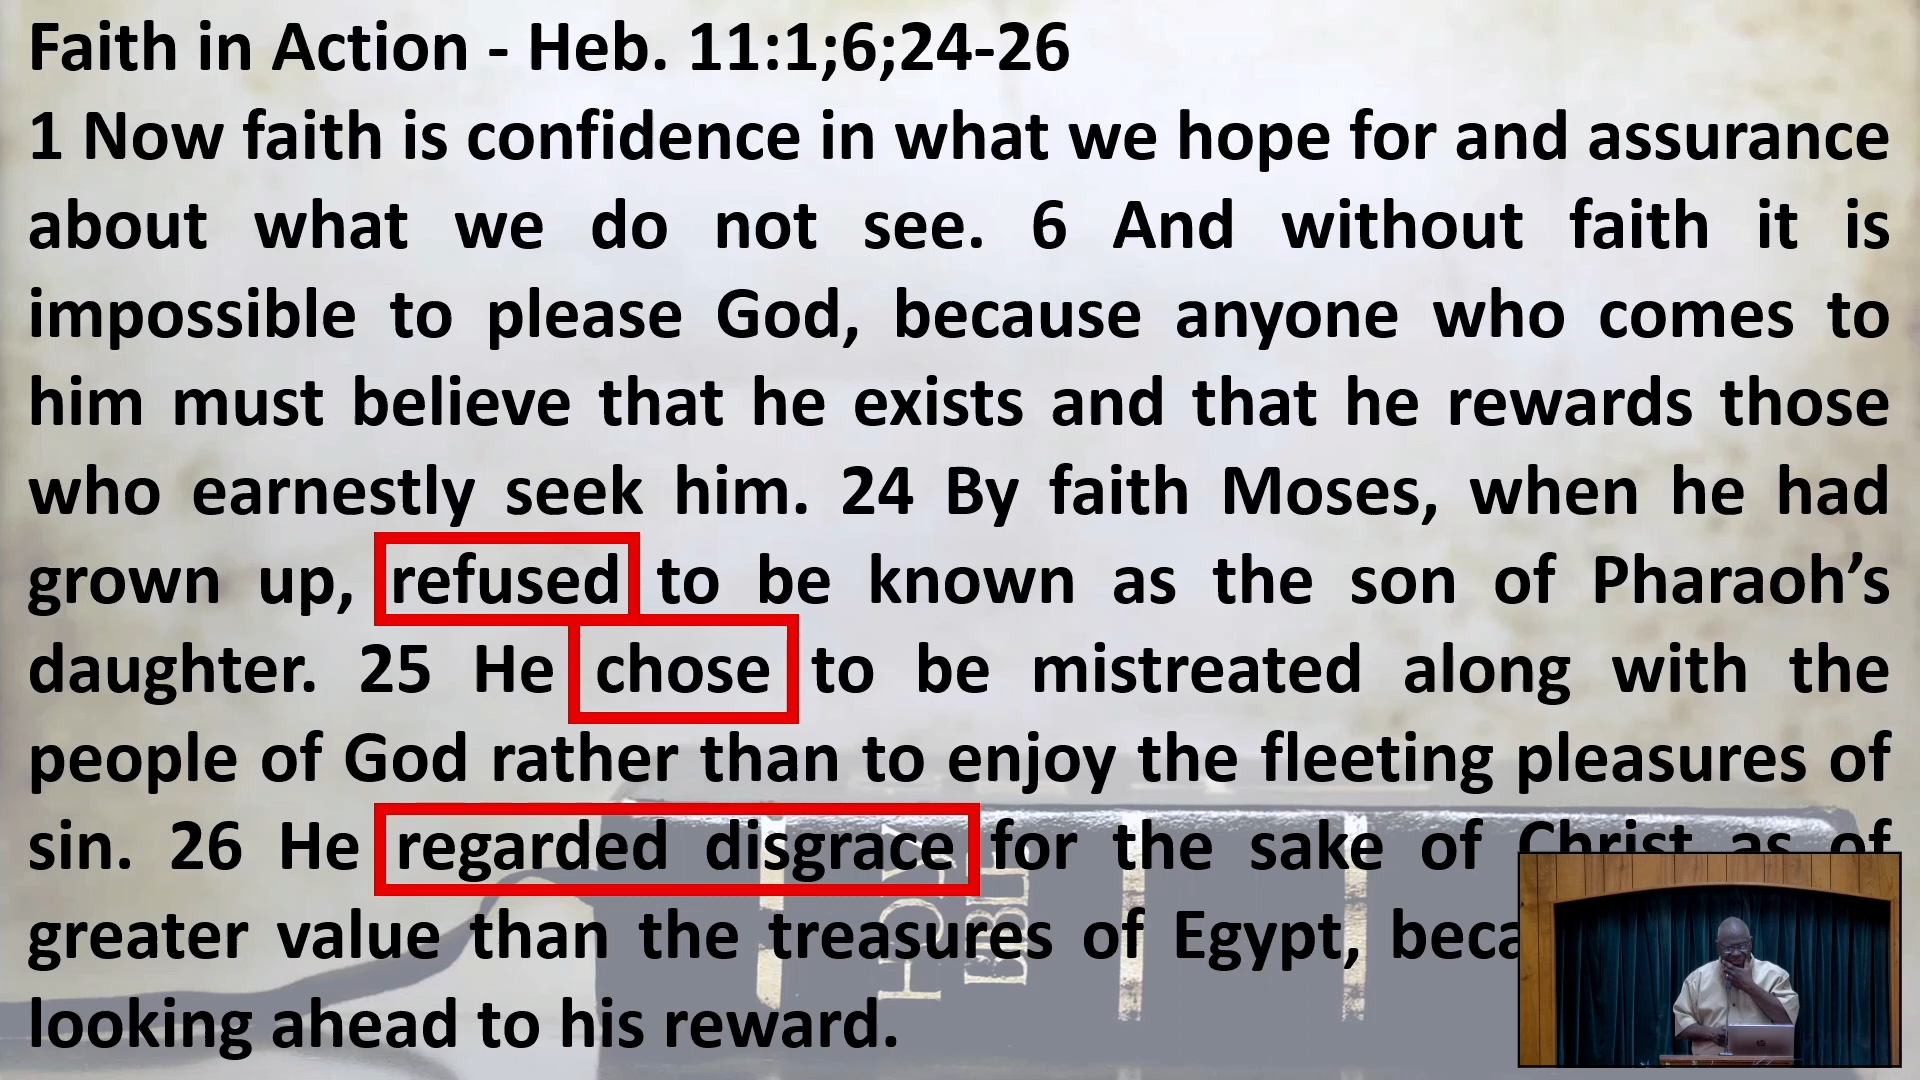 Faith in Action - Heb. 11:1;6;24-26
1 Now faith is confidence in what we hope for and assurance
about what we do not see. 6 And without faith it is
impossible to please God, because anyone who comes to
him must believe that he exists and that he rewards those
who earnestly seek him. 24 By faith Moses, when he had
grown up, refused to be known as the son of Pharaoh’s
daughter. 25 He chose to be mistreated along with the
people of God rather than to enjoy the fleeting pleasures of
sin. 26 He regarded disgrace for the sake of Christ as of
greater value than the treasures of Egypt, beca
looking ahead to his reward.
HOLY
BIBL